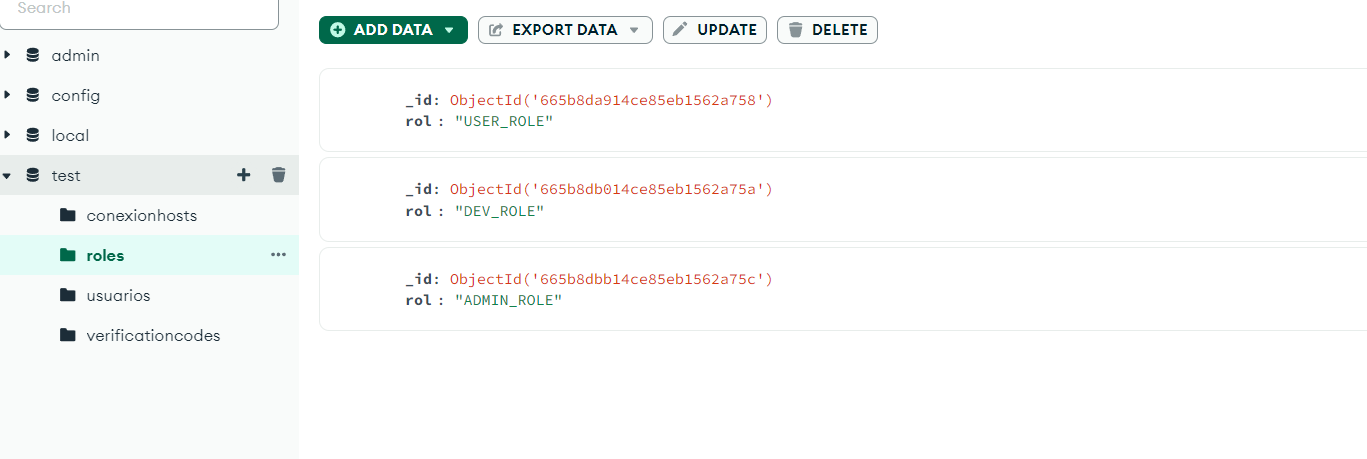 Search
admin
config
local
test
conexionhosts
roles
usuarios
verificationcodes
ADD DATA
EXPORT DATA
UPDATE
DELETE
_id: ObjectId('665b8da914ce85eb1562a758')
rol : "USER_ROLE"
_id: ObjectId('665b8db014ce85eb1562a75a')
rol : "DEV_ROLE"
_id: ObjectId('665b8dbb14ce85eb1562a75c')
rol : "ADMIN_ROLE"